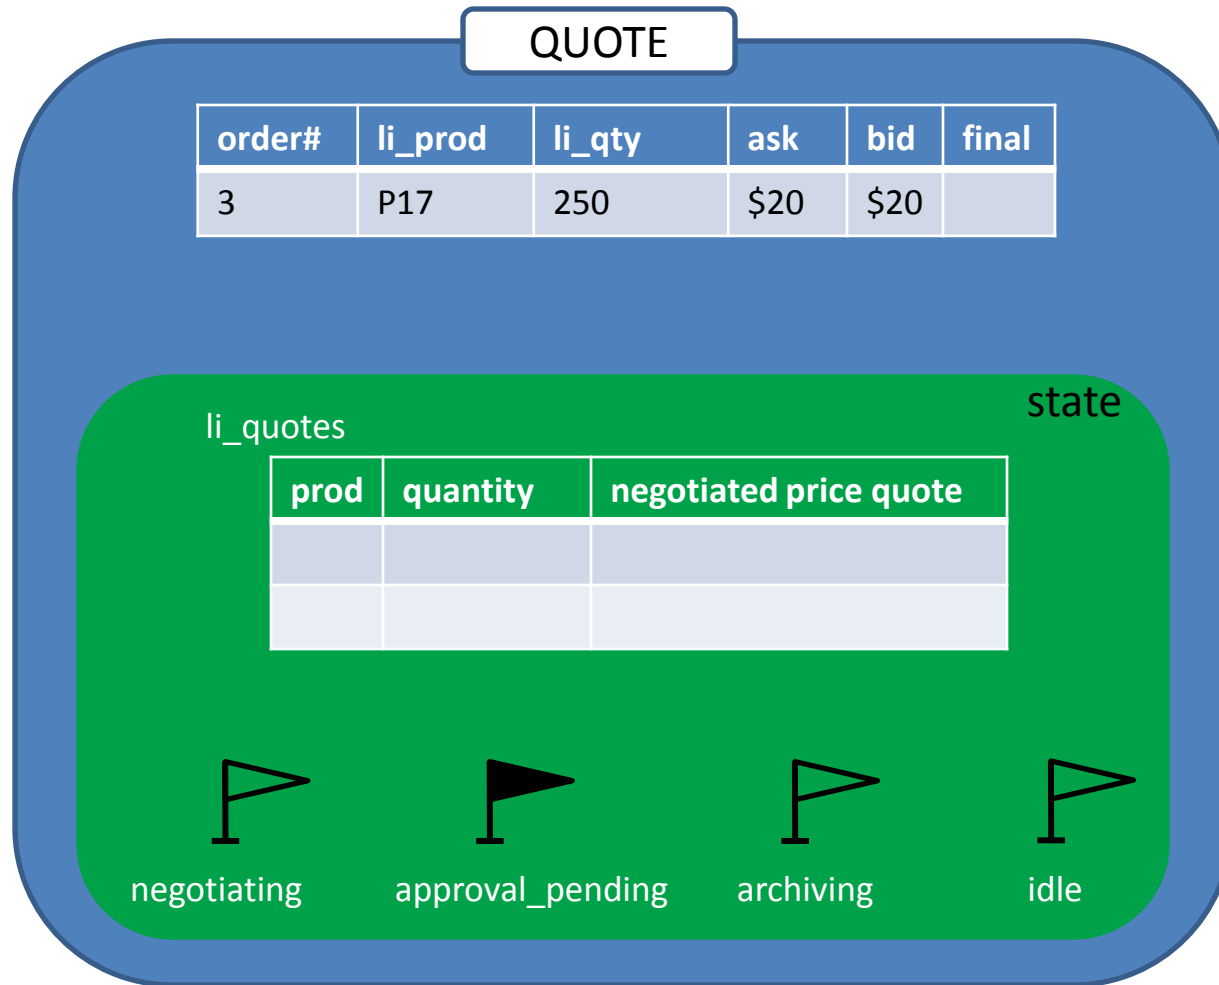 QUOTE
order# li_prod li_qty ask bid final
3 P17 250 $20 $20
state
li_quotes
prod quantity negotiated price quote
negotiating approval_pending archiving idle